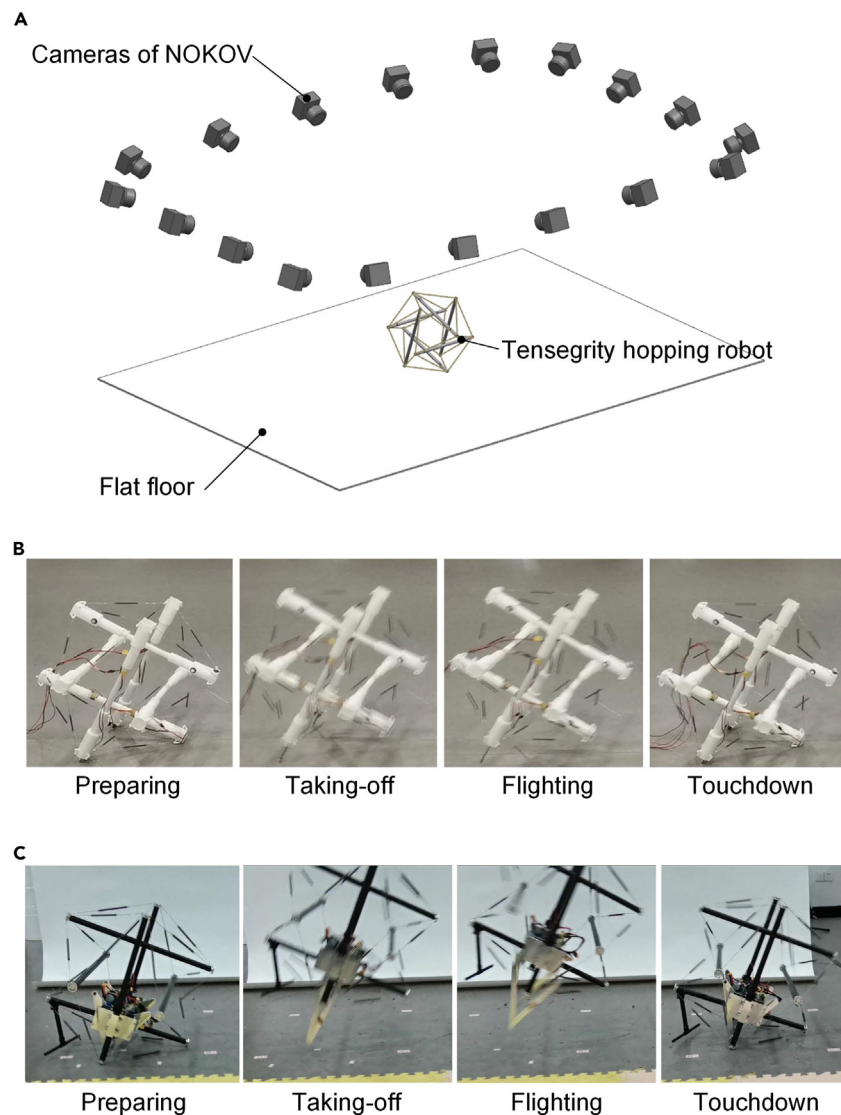 A
Cameras of NOKOV
Tensegrity hopping robot
Flat floor
B
Preparing
Taking-off
Flighting
Touchdown
C
Preparing
Taking-off
Flighting
Touchdown